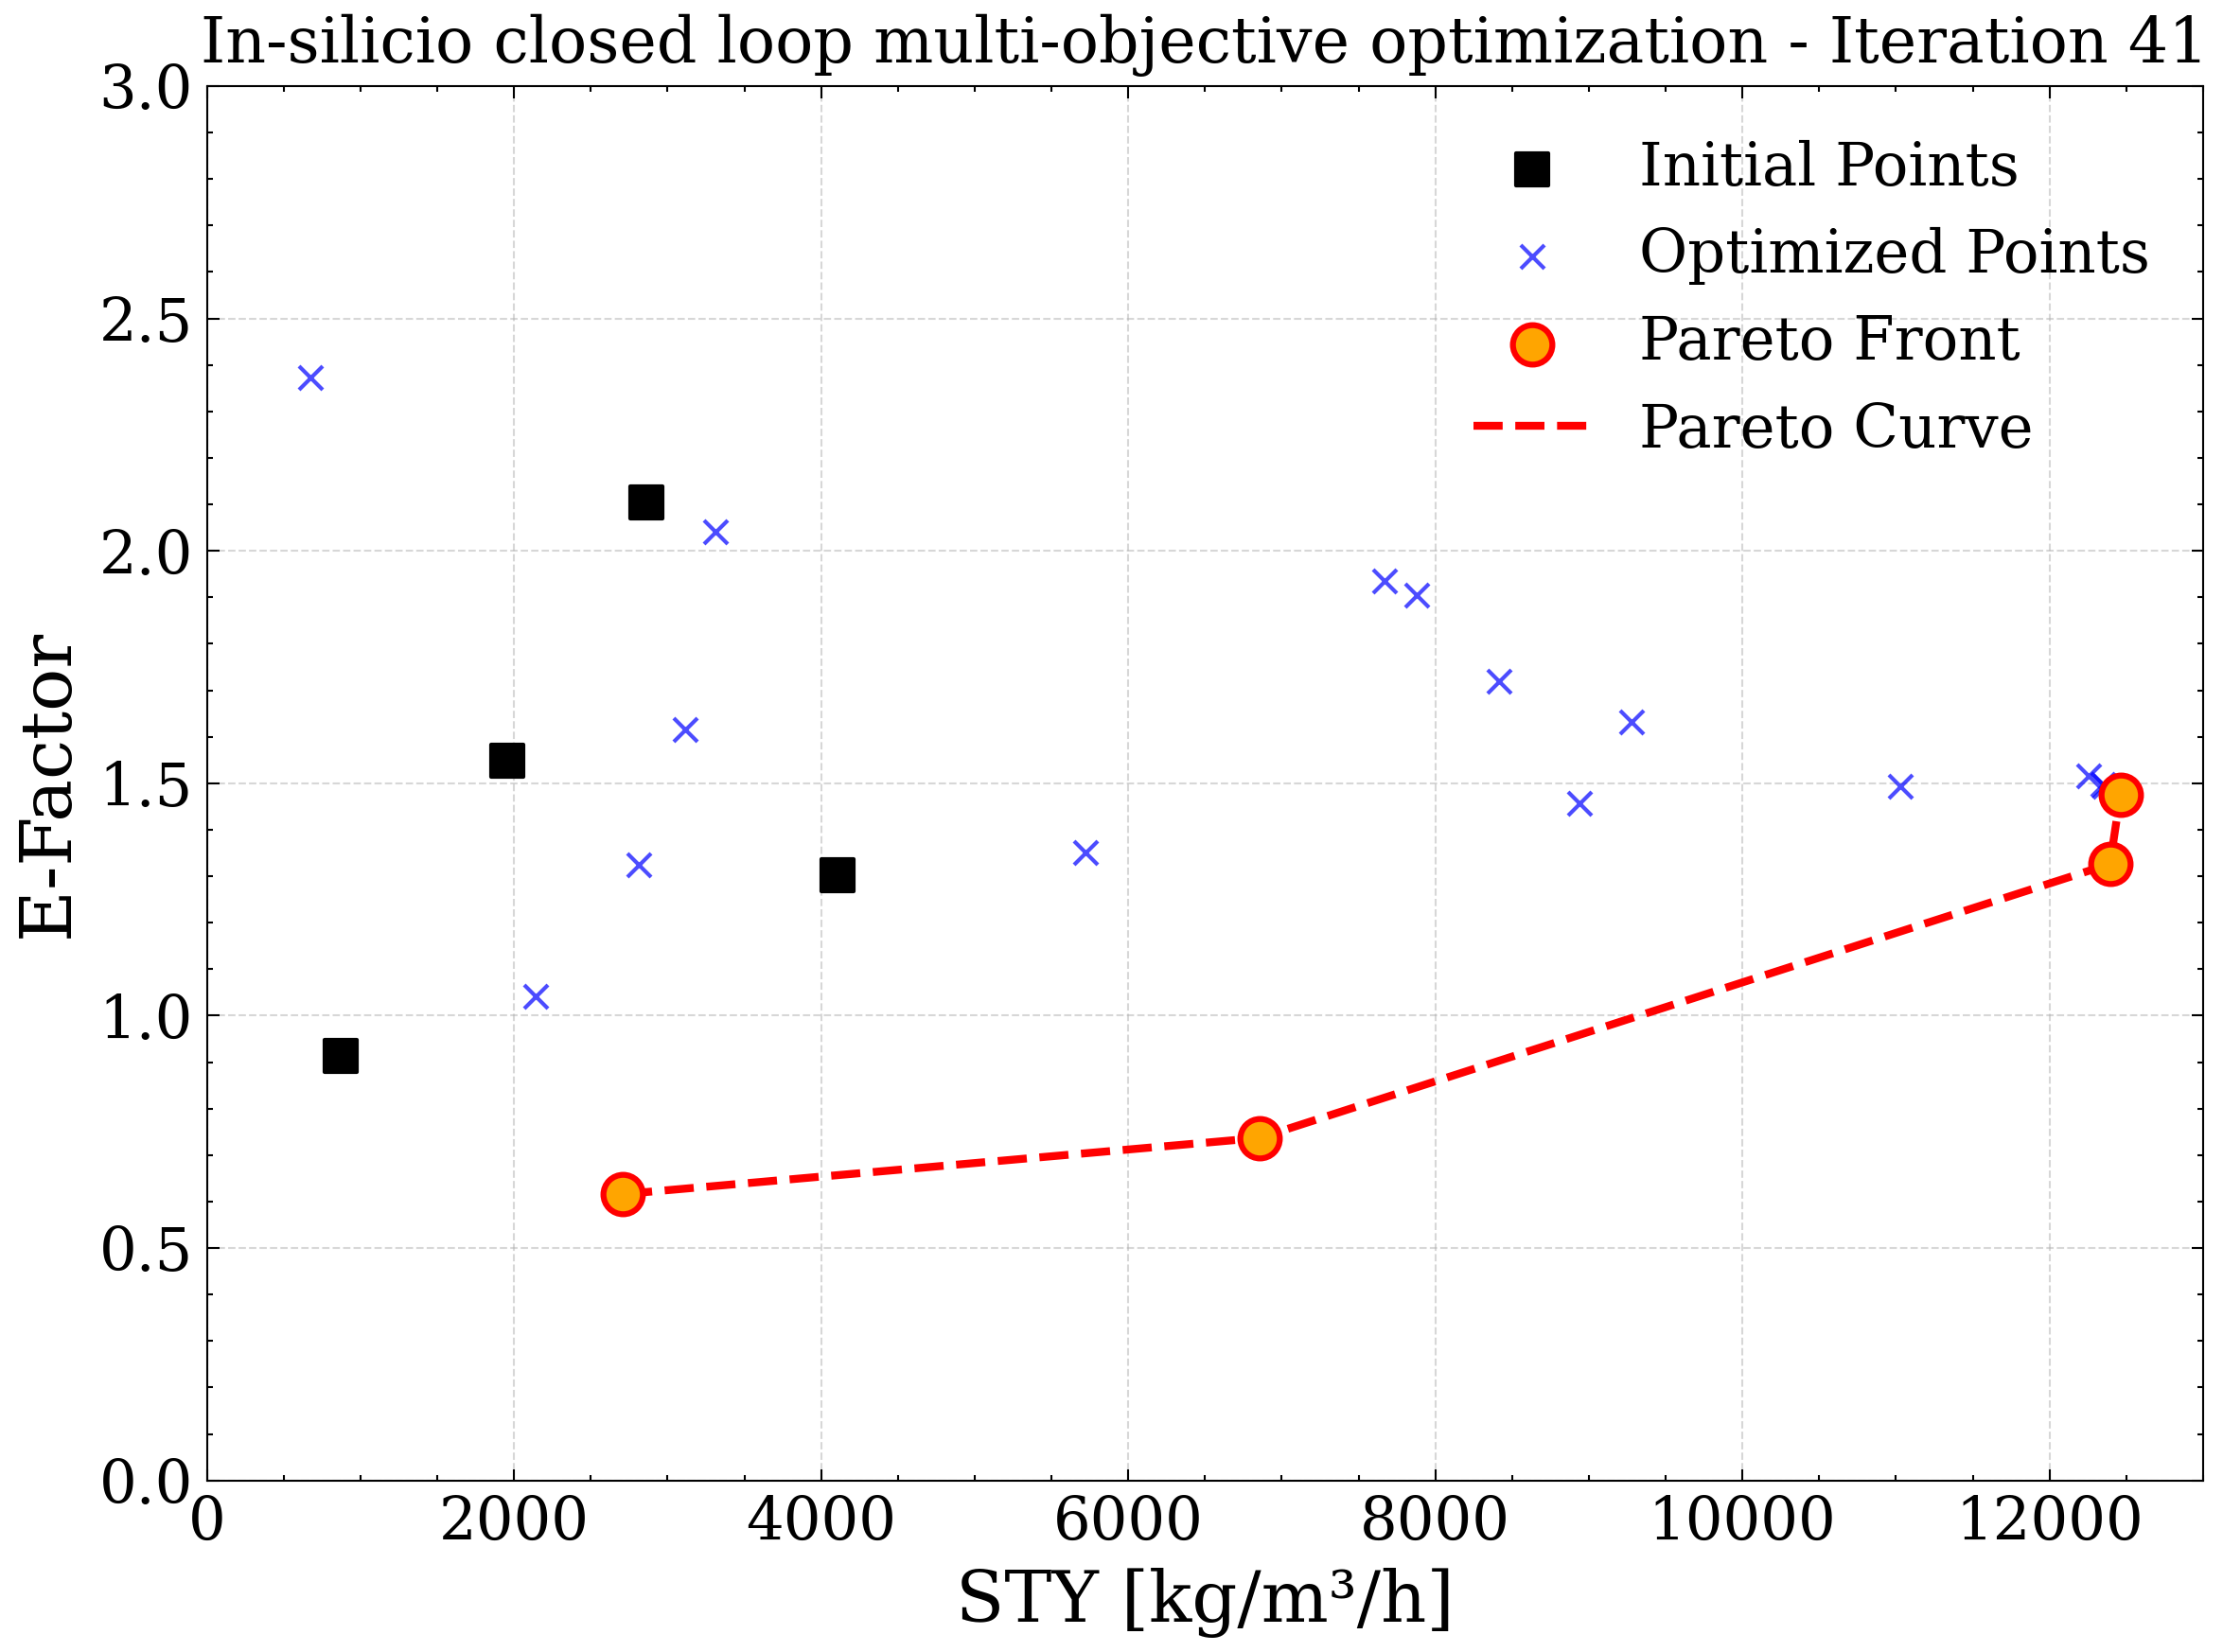 In-silicio closed loop multi-objective optimization - Iteration 41
3.0
2.5
2.0
1.5
1.0
0.5
0.0
E-Factor
Initial Points
Optimized Points
Pareto Front
Pareto Curve
0 2000 4000 6000 8000 10000 12000
STY [kg/m³/h]